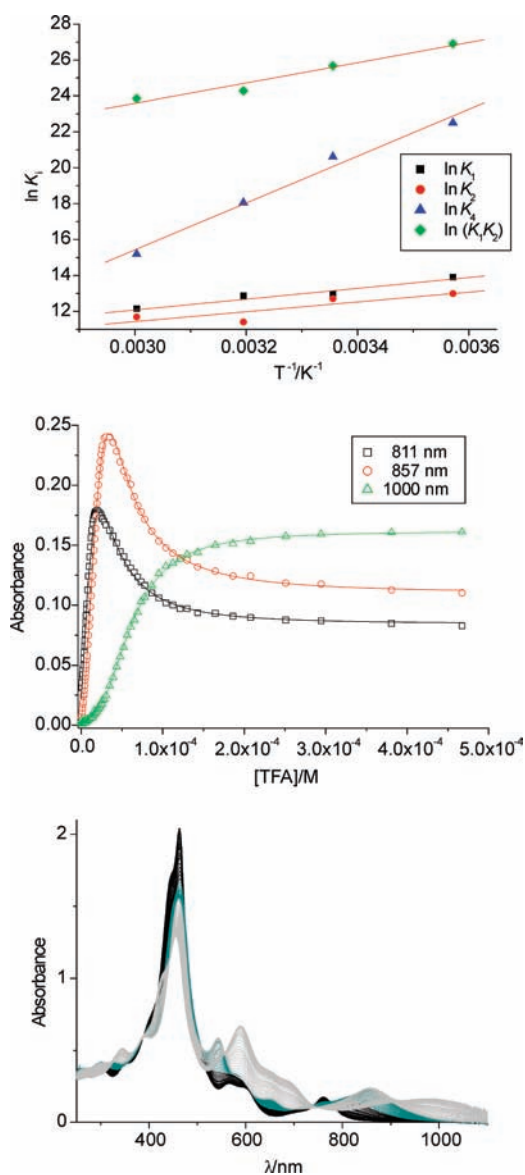 28
26
24
22
20
18
16
14
12
ln K_i
ln K₁
ln K₂
ln K₄
ln (K₁K₂)
0.0030 0.0032 0.0034 0.0036
T⁻¹/K⁻¹
0.25
0.20
0.15
0.10
0.05
0.00
Absorbance
811 nm
857 nm
1000 nm
0.0 1.0x10⁻⁴ 2.0x10⁻⁴ 3.0x10⁻⁴ 4.0x10⁻⁴ 5.0x10⁻⁴
[TFA]/M
2
1
0
Absorbance
400 600 800 1000
λ/nm